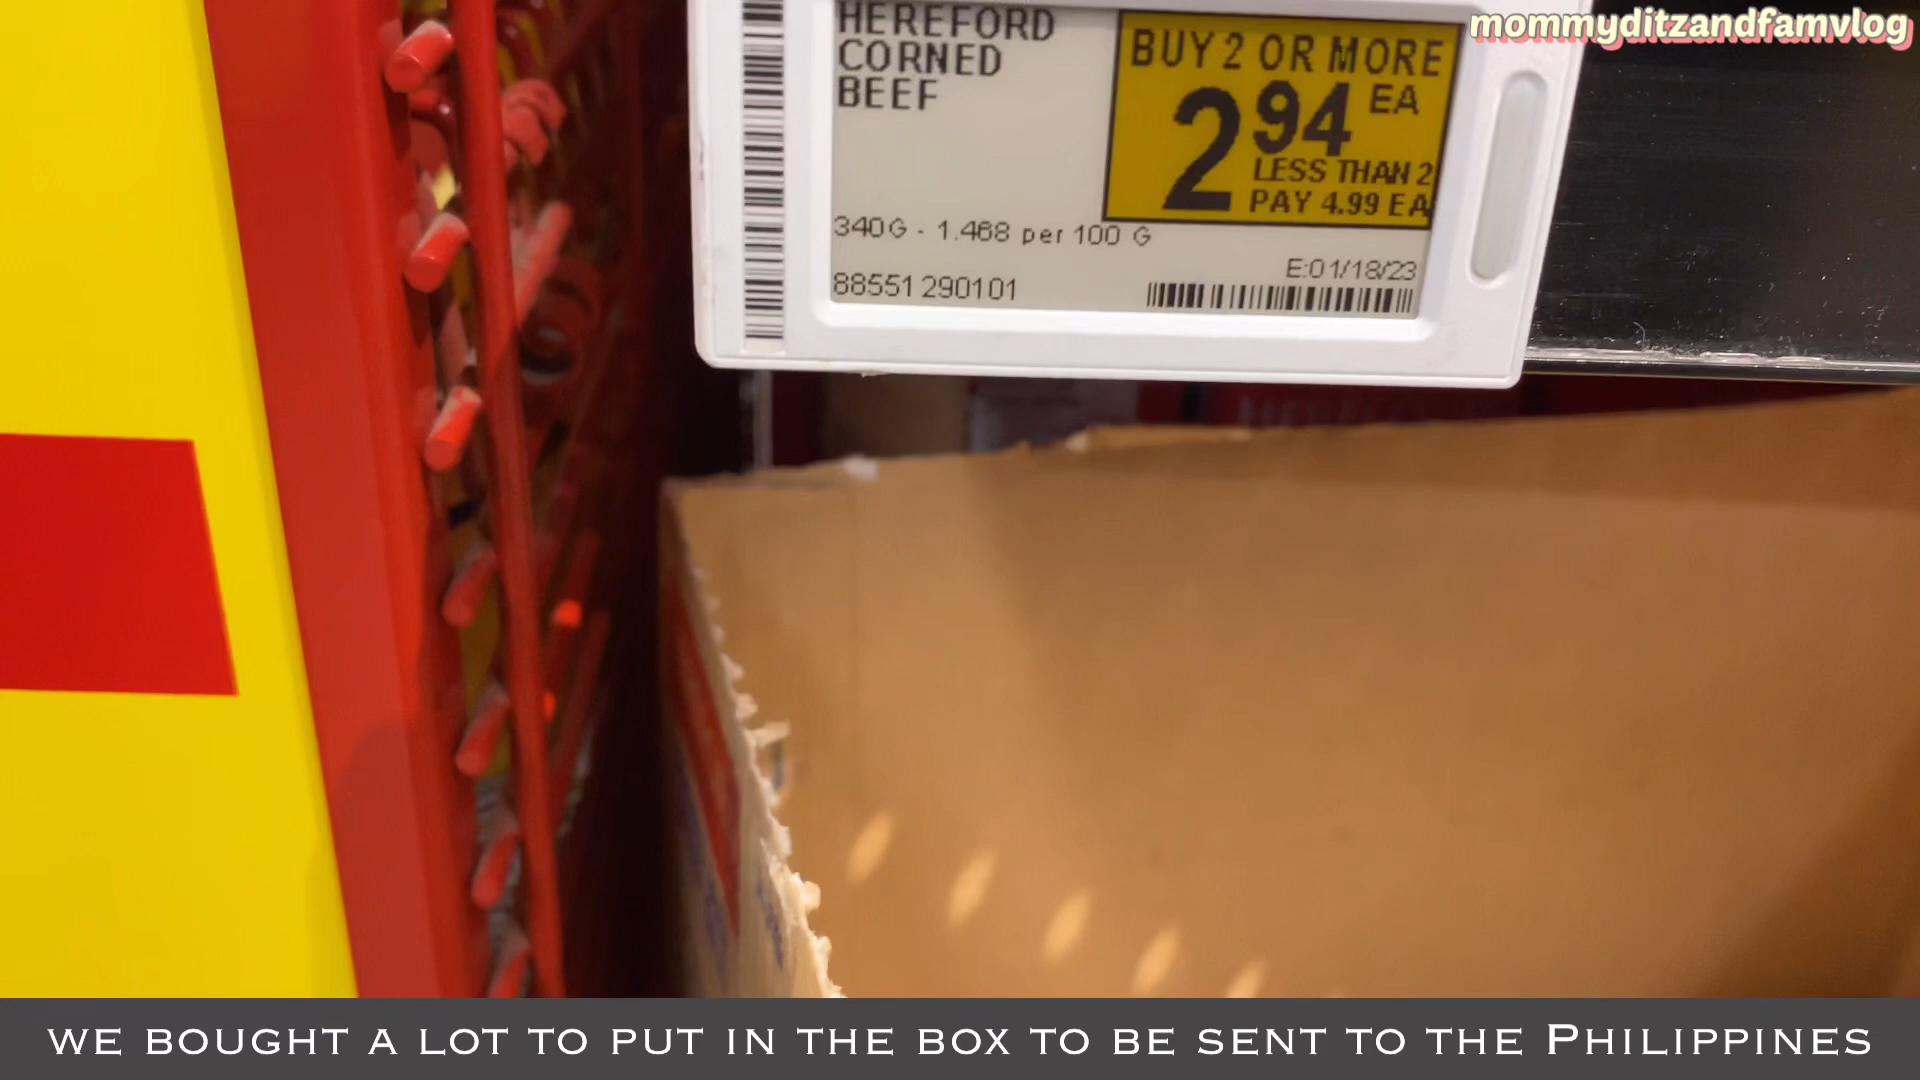 mommyditzandfamvlog
HEREFORD
CORNED
BEEF
BUY 2 OR MORE
2 94 EA
LESS THAN 2
PAY 4.99 EA
340G - 1.468 per 100 G
E:01/18/23
88551290101
WE BOUGHT A LOT TO PUT IN THE BOX TO BE SENT TO THE PHILIPPINES